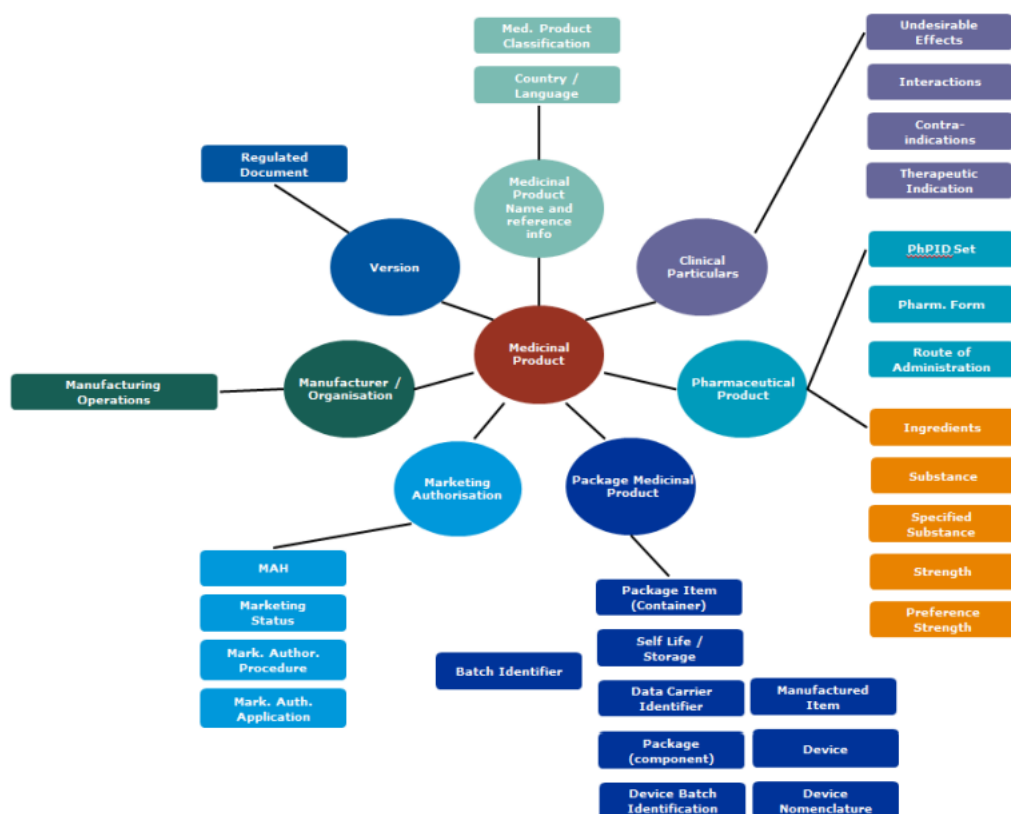 Med. Product
Classification
Country /
Language
Undesirable
Effects
Interactions
Contra-
indications
Therapeutic
Indication
Regulated
Document
Medicinal
Product
Name and
reference
info
Version
Clinical
Particulars
PhPID Set
Pharm. Form
Route of
Administration
Medicinal
Product
Manufacturing
Operations
Manufacturer /
Organisation
Pharmaceutical
Product
Ingredients
Substance
Specified
Substance
Strength
Preference
Strength
Marketing
Authorisation
Package Medicinal
Product
MAH
Marketing
Status
Mark. Author.
Procedure
Mark. Auth.
Application
Package Item
(Container)
Self Life /
Storage
Batch Identifier
Data Carrier
Identifier
Manufactured
Item
Package
(component)
Device
Device Batch
Identification
Device
Nomenclature